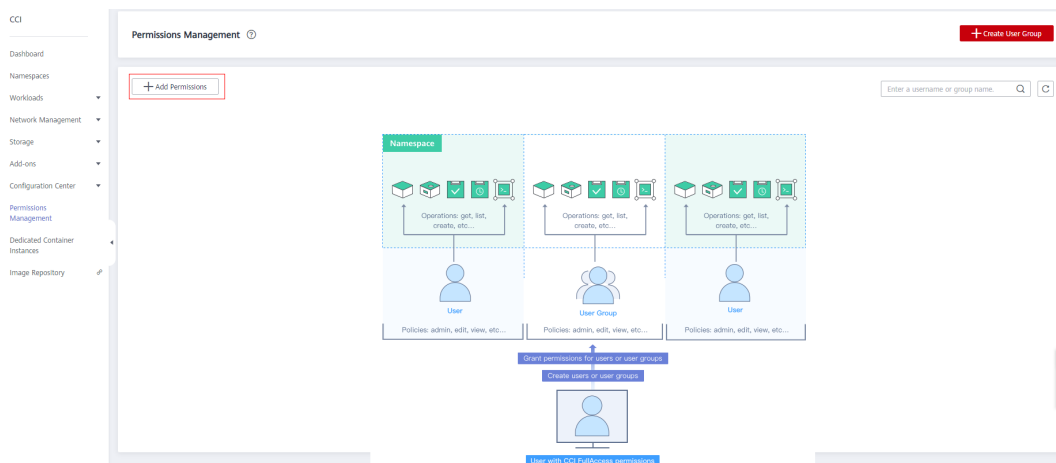 CCI
Dashboard
Namespaces
Workloads
Network Management
Storage
Add-ons
Configuration Center
Permissions
Management
Dedicated Container
Instances
Image Repository
Permissions Management
Create User Group
Add Permissions
Enter a username or group name.
Namespace
Operations: get, list,
create, etc...
Operations: get, list,
create, etc...
Operations: get, list,
create, etc...
User
User Group
User
Policies: admin, edit, view, etc...
Policies: admin, edit, view, etc...
Policies: admin, edit, view, etc...
Grant permissions for users or user groups
Create users or user groups
User with CCI FullAccess permissions